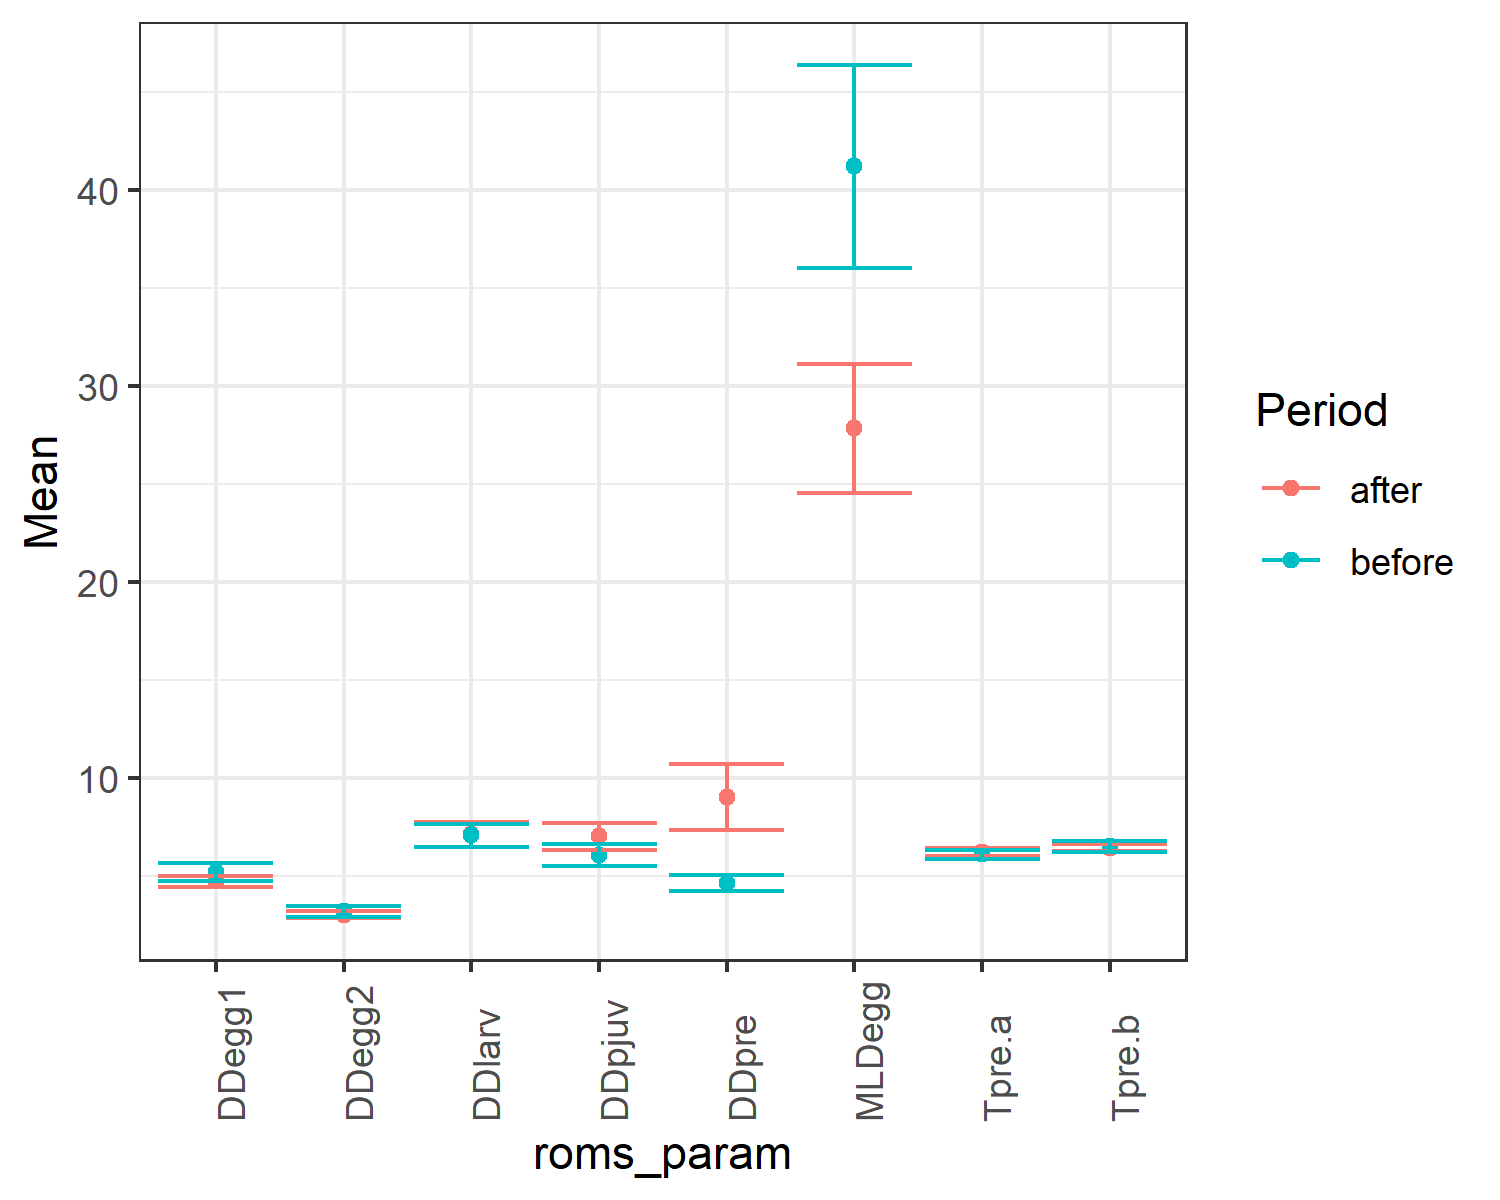 Mean
40
30
20
10
DDegg1
DDegg2
DDlarv
DDpjuv
DDpre
MLDegg
Tpre.a
Tpre.b
roms_param
Period
after
before